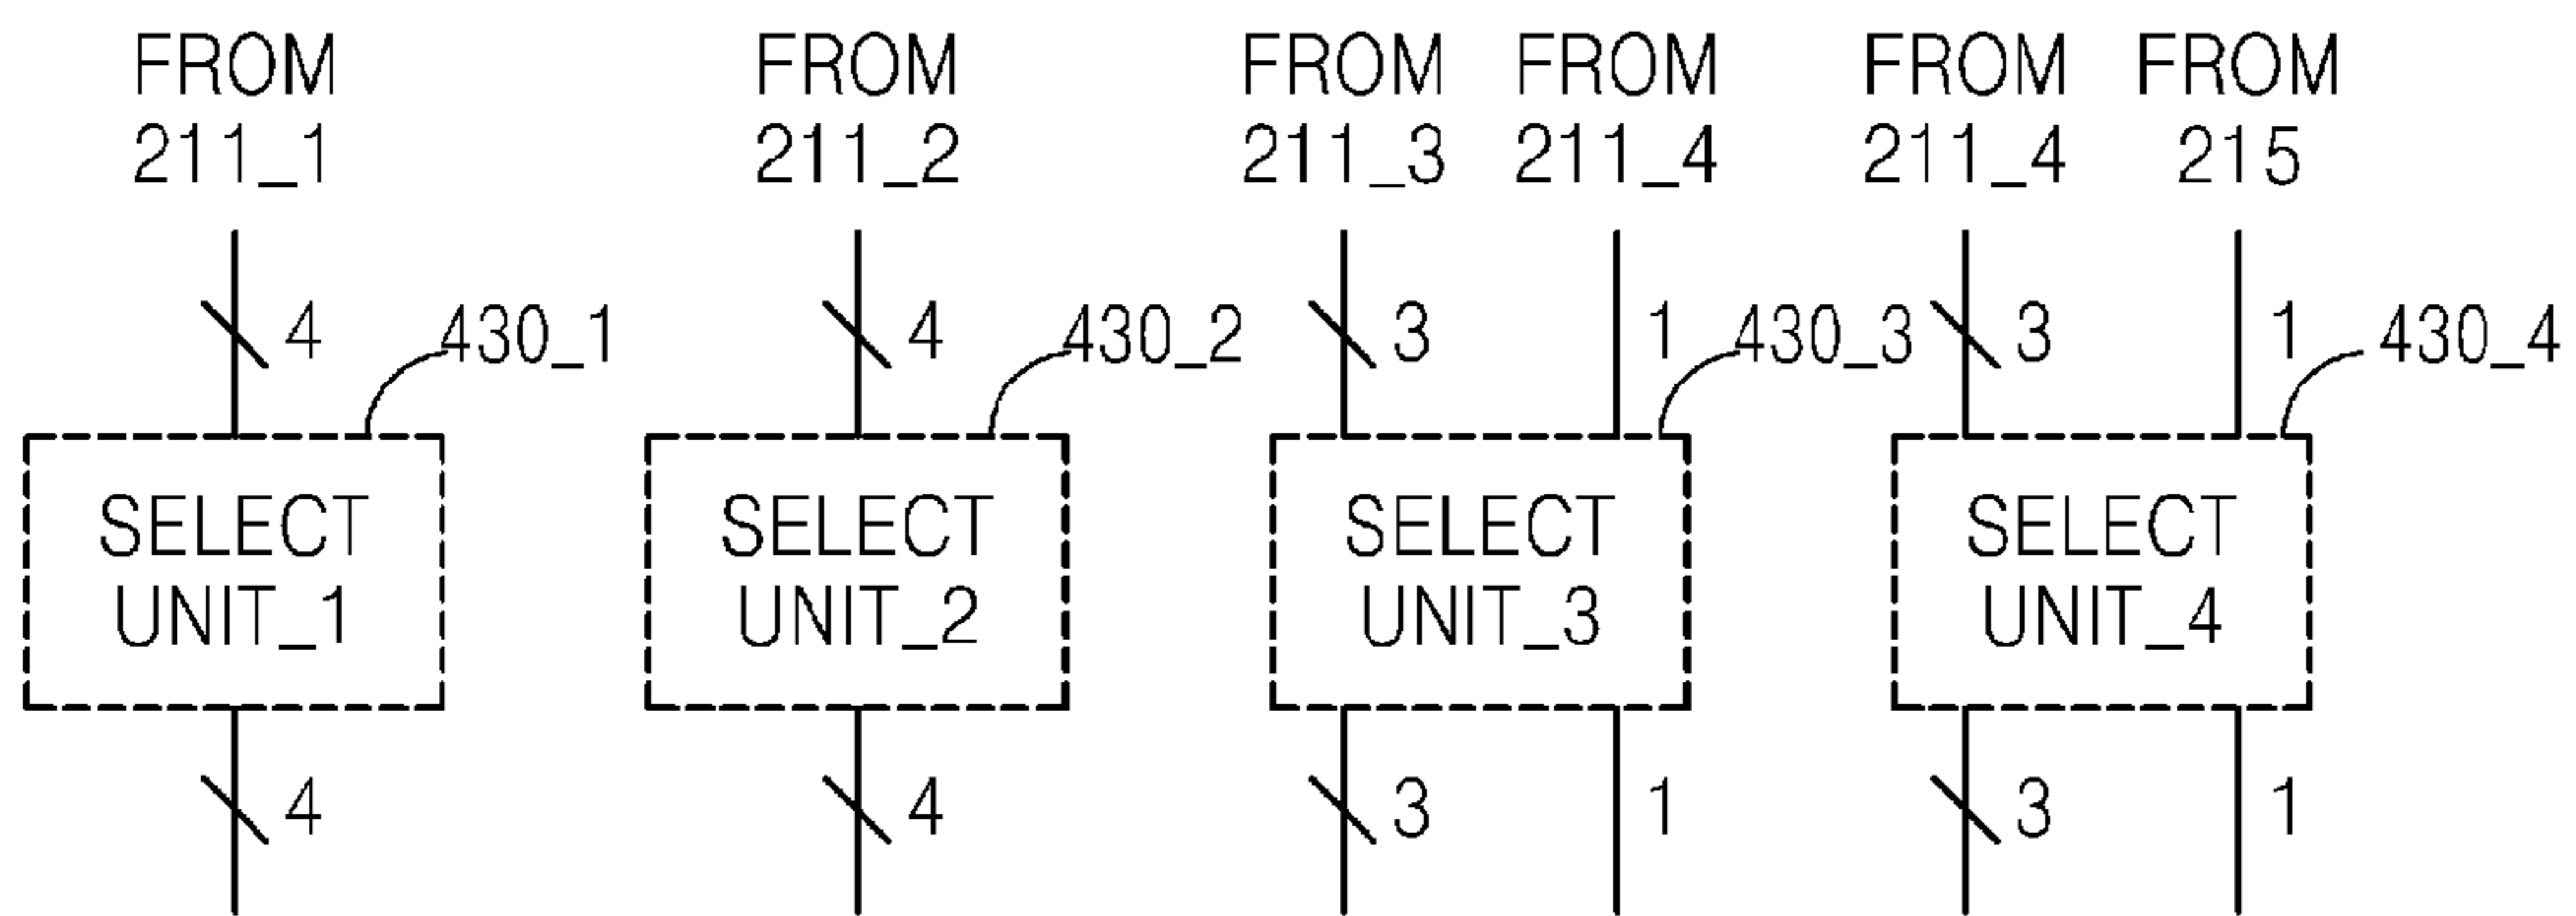 FROM FROM FROM FROM FROM FROM
211_1 211_2 211_3 211_4 211_4 215
4 430_1 4 430_2 3 1 430_3 3 1 430_4
SELECT SELECT SELECT SELECT
UNIT_1 UNIT_2 UNIT_3 UNIT_4
4 4 3 1 3 1